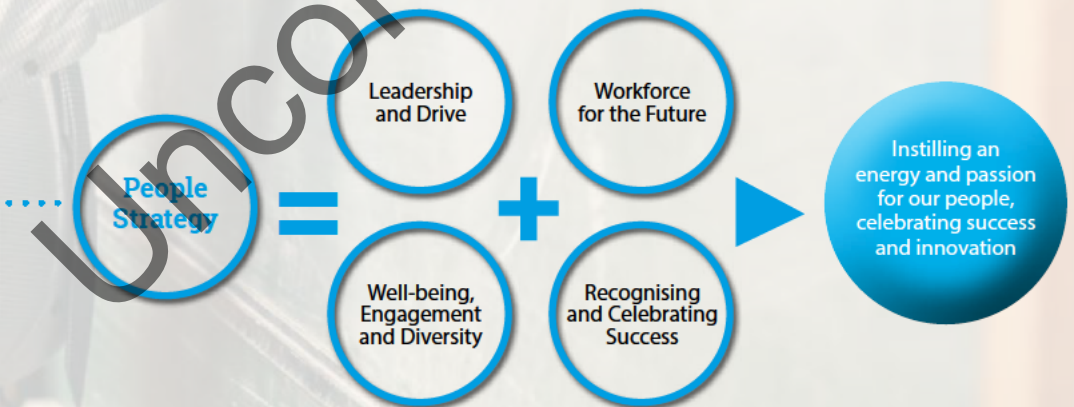 People
Strategy
=
Leadership
and Drive
Workforce
for the Future
+
Well-being,
Engagement
and Diversity
Recognising
and Celebrating
Success
Instilling an
energy and passion
for our people,
celebrating success
and innovation